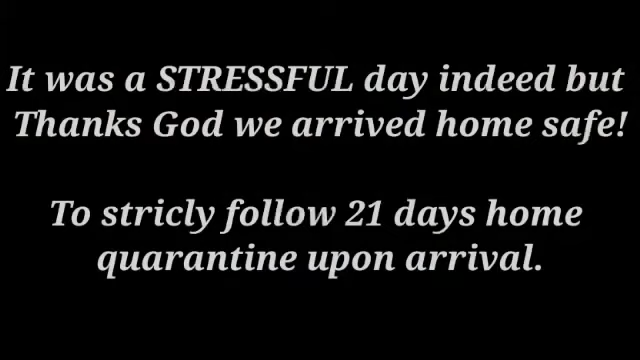 It was a STRESSFUL day indeed but
Thanks God we arrived home safe!
To stricly follow 21 days home
quarantine upon arrival.